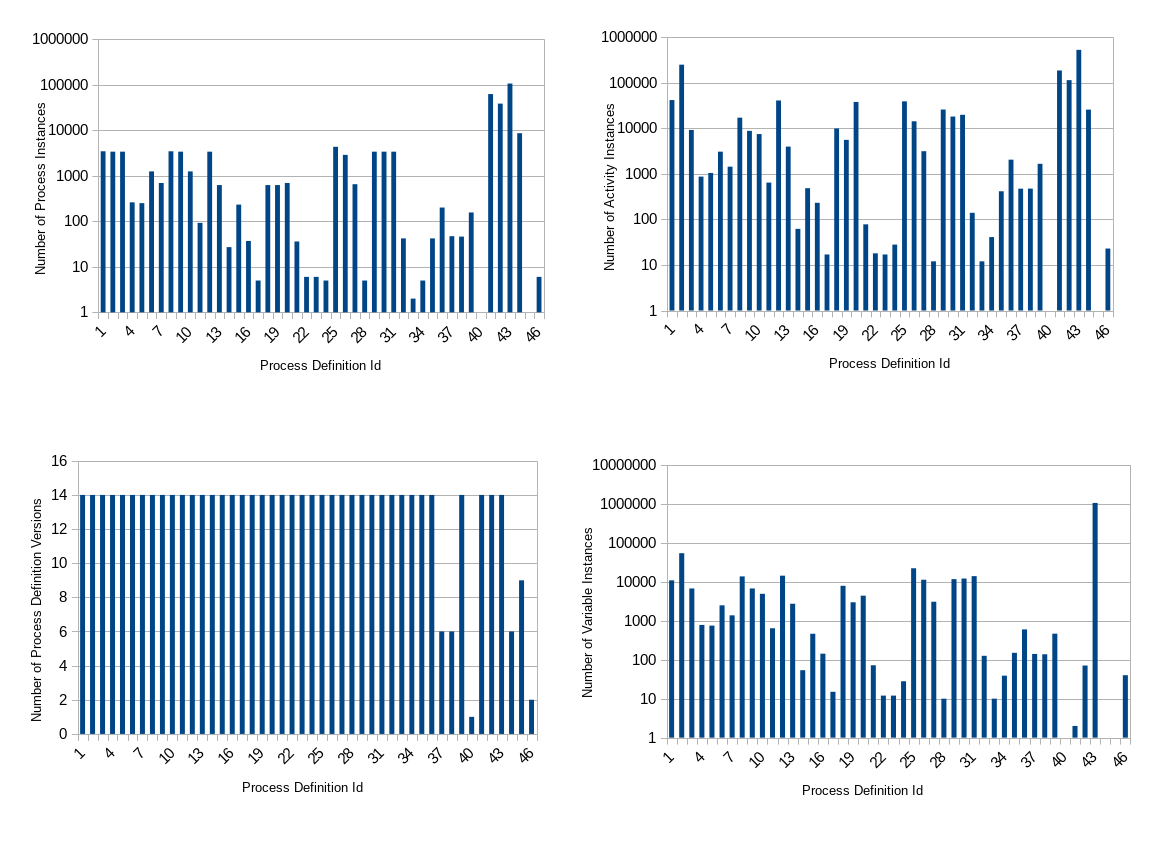 1000000
100000
10000
1000
100
10
1
Number of Process Instances
1 4 7 10 13 16 19 22 25 28 31 34 37 40 43 46
Process Definition Id
1000000
100000
10000
1000
100
10
1
Number of Activity Instances
1 4 7 10 13 16 19 22 25 28 31 34 37 40 43 46
Process Definition Id
16
14
12
10
8
6
4
2
0
Number of Process Definition Versions
1 4 7 10 13 16 19 22 25 28 31 34 37 40 43 46
Process Definition Id
10000000
1000000
100000
10000
1000
100
10
1
Number of Variable Instances
1 4 7 10 13 16 19 22 25 28 31 34 37 40 43 46
Process Definition Id